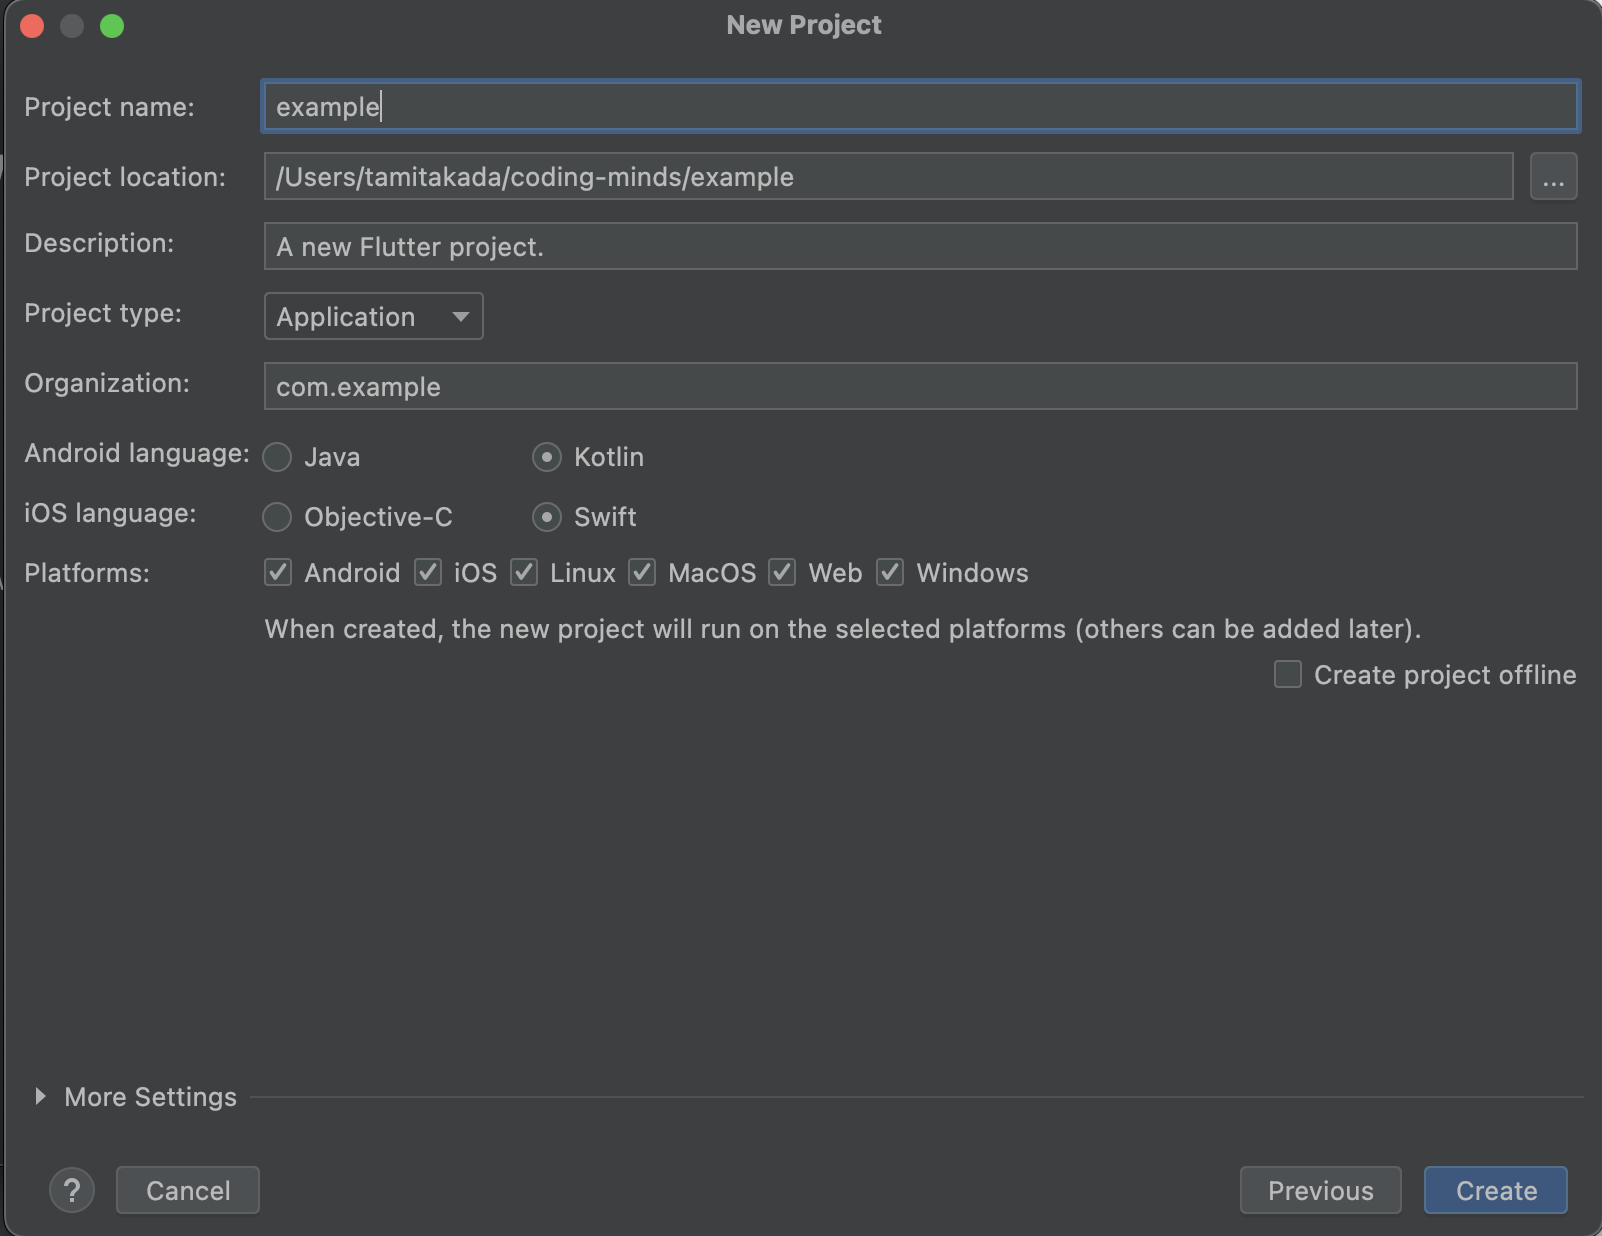 New Project
Project name: example
Project location: /Users/tamitakada/coding-minds/example ...
Description: A new Flutter project.
Project type: Application
Organization: com.example
Android language: Java Kotlin
iOS language: Objective-C Swift
Platforms: Android iOS Linux MacOS Web Windows
When created, the new project will run on the selected platforms (others can be added later).
Create project offline
More Settings
? Cancel Previous Create